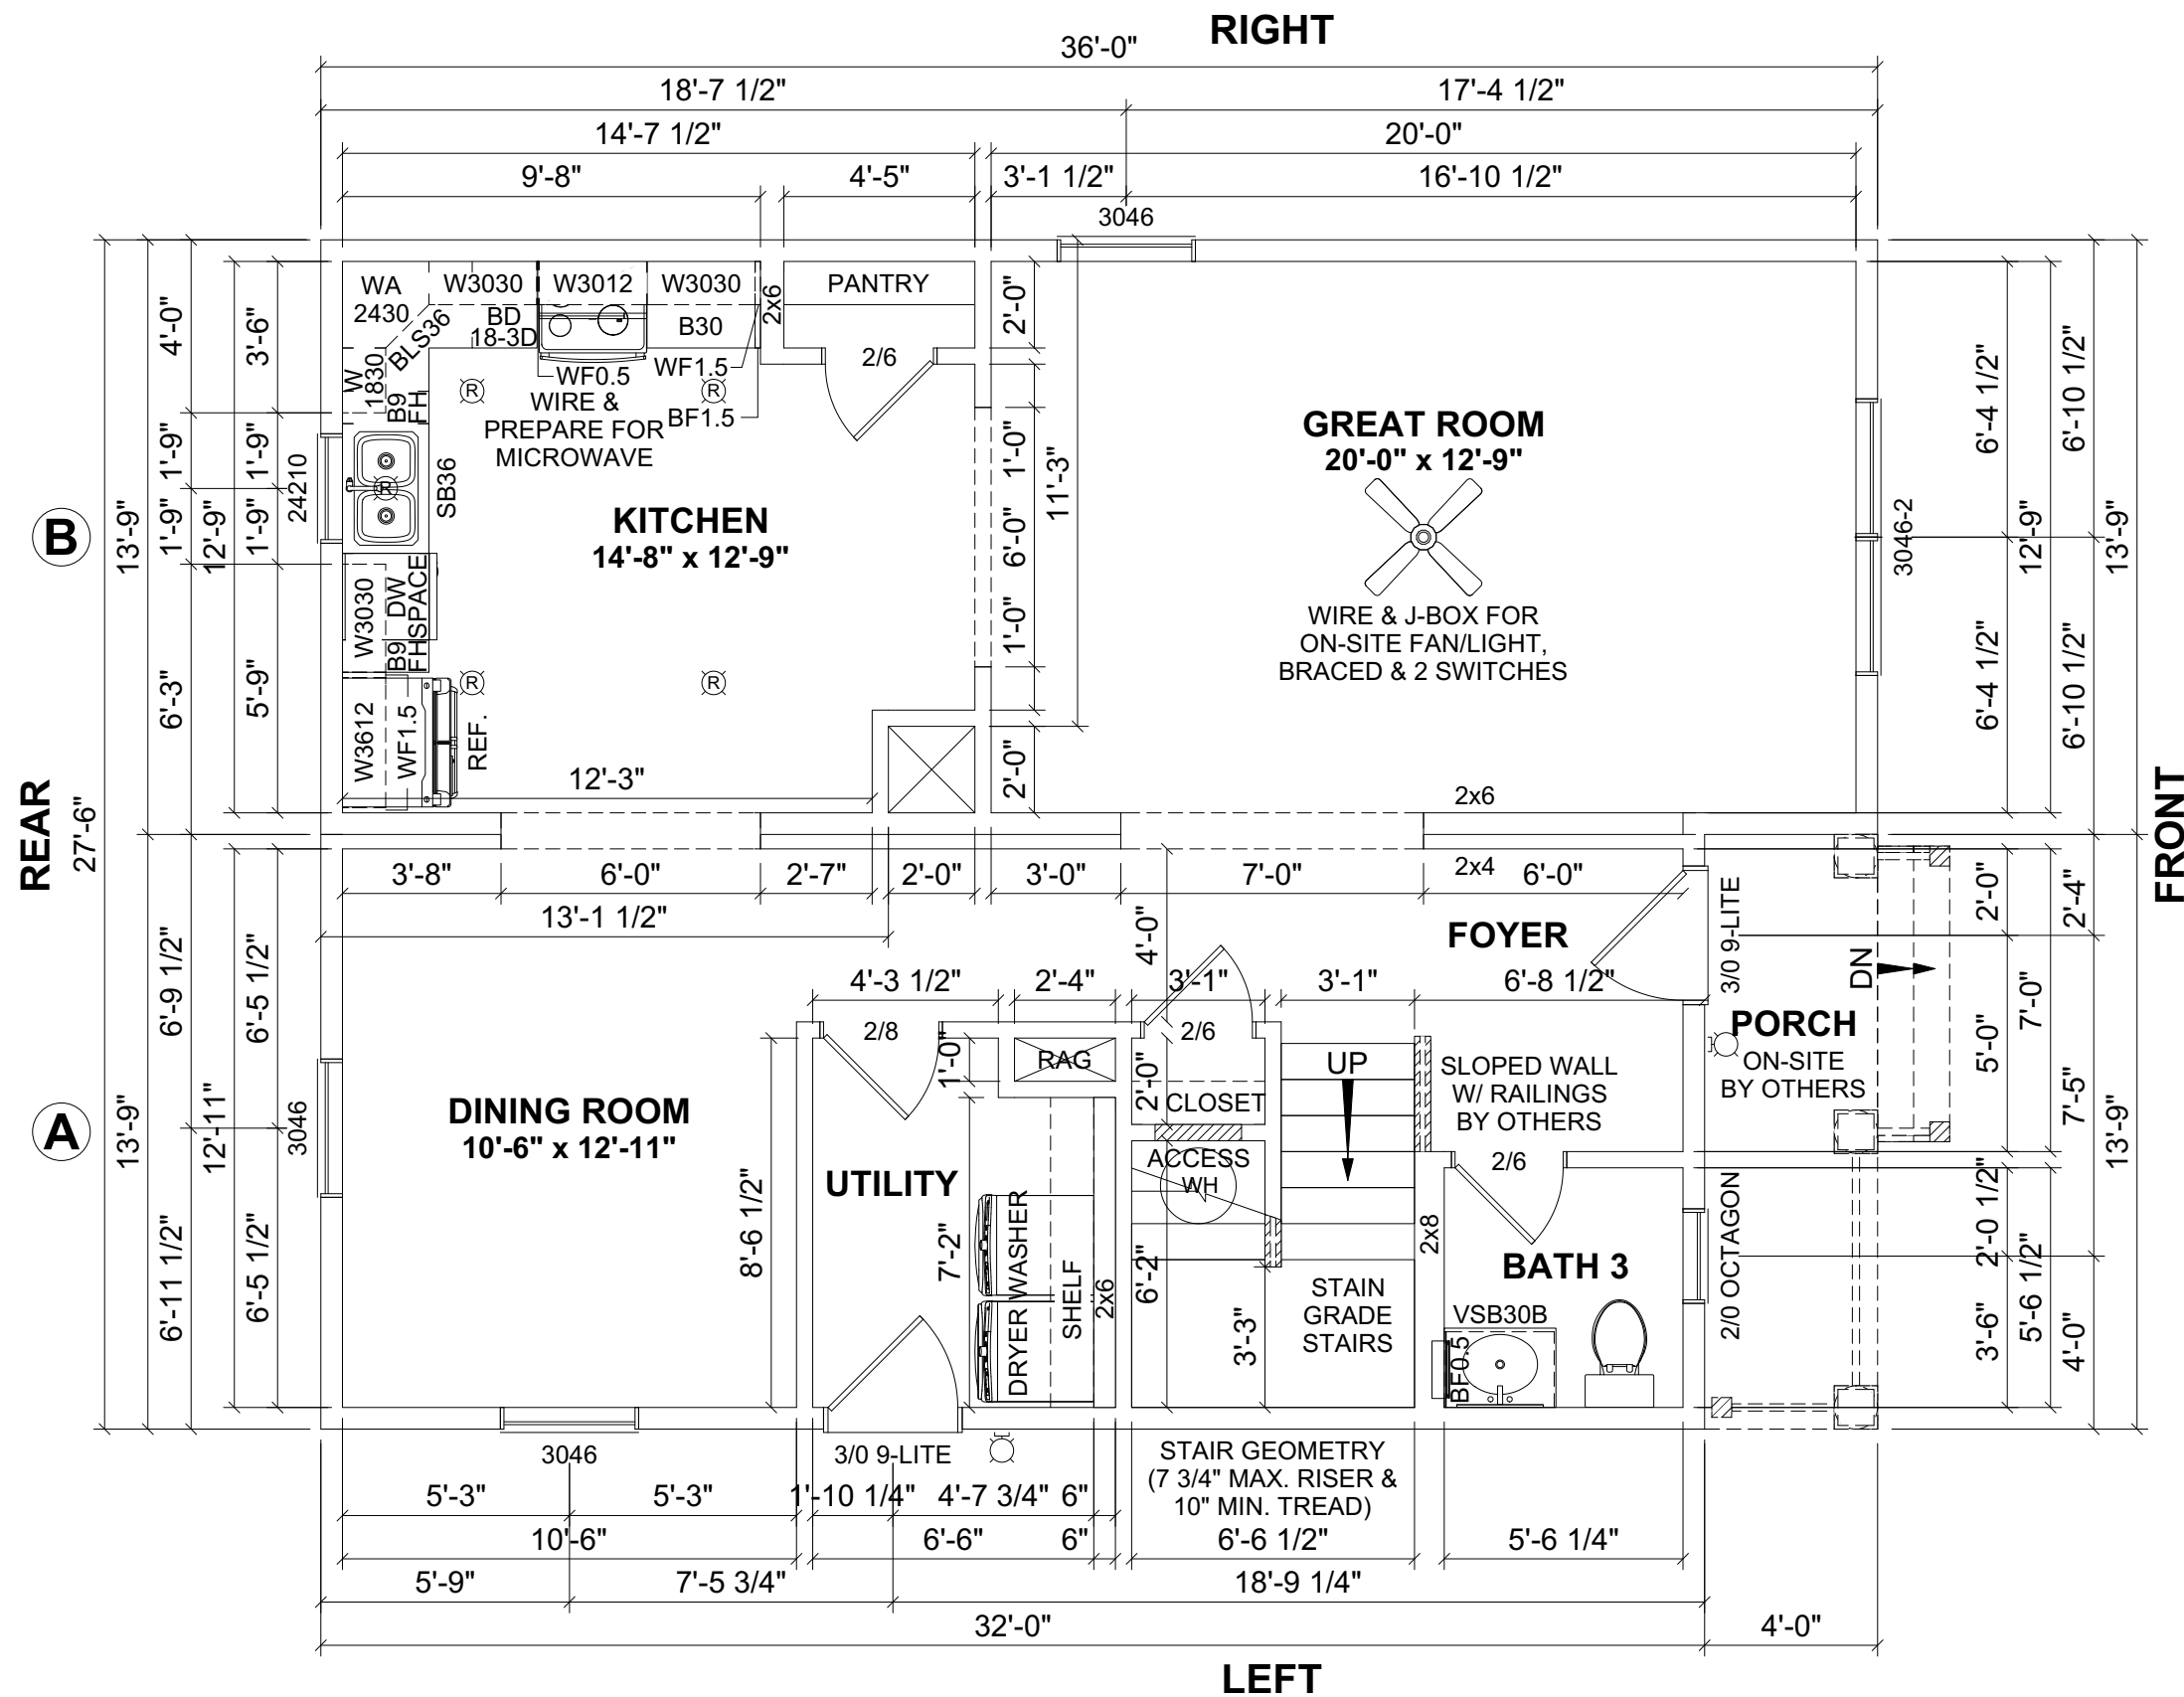 RIGHT
36'-0"
18'-7 1/2"
17'-4 1/2"
14'-7 1/2"
20'-0"
9'-8"
4'-5"
3'-1 1/2"
16'-10 1/2"
3046
WA
2430
W3030
W3012
W3030
2x6
PANTRY
BLS36
BD
18-3D
B30
W
1830
B9
FH
WF0.5
WF1.5
BF1.5
2/6
R
R
WIRE &
PREPARE FOR
MICROWAVE
24210
R
SB36
KITCHEN
14'-8" x 12'-9"
W3030
B9
FH
DW
SPACE
R
R
W3612
WF1.5
REF.
12'-3"
2'-0"
1'-0"
6'-0"
1'-0"
2'-0"
11'-3"
GREAT ROOM
20'-0" x 12'-9"
WIRE & J-BOX FOR
ON-SITE FAN/LIGHT,
BRACED & 2 SWITCHES
3046-2
6'-4 1/2"
6'-4 1/2"
12'-9"
6'-10 1/2"
6'-10 1/2"
13'-9"
REAR
27'-6"
B
13'-9"
4'-0"
1'-9"
1'-9"
6'-3"
12'-9"
3'-6"
1'-9"
1'-9"
5'-9"
2x6
2x4
3'-8"
6'-0"
2'-7"
2'-0"
3'-0"
7'-0"
6'-0"
13'-1 1/2"
FRONT
A
13'-9"
6'-9 1/2"
6'-11 1/2"
12'-11"
6'-5 1/2"
6'-5 1/2"
3046
DINING ROOM
10'-6" x 12'-11"
4'-0"
FOYER
4'-3 1/2"
2'-4"
3'-1"
3'-1"
6'-8 1/2"
3/0 9-LITE
DN
2/8
1'-0"
RAG
2/6
2'-0"
CLOSET
UP
SLOPED WALL
W/ RAILINGS
BY OTHERS
PORCH
ON-SITE
BY OTHERS
2'-0"
5'-0"
7'-0"
2'-4"
7'-5"
13'-9"
ACCESS
WH
2/6
UTILITY
8'-6 1/2"
7'-2"
WASHER
DRYER
SHELF
2x6
6'-2"
3'-3"
STAIN
GRADE
STAIRS
2x8
BATH 3
VSB30B
BF0.5
2/0 OCTAGON
2'-0 1/2"
3'-6"
5'-6 1/2"
4'-0"
3046
3/0 9-LITE
STAIR GEOMETRY
(7 3/4" MAX. RISER &
10" MIN. TREAD)
5'-3"
5'-3"
1'-10 1/4"
4'-7 3/4"
6"
10'-6"
6'-6"
6"
6'-6 1/2"
5'-6 1/4"
5'-9"
7'-5 3/4"
18'-9 1/4"
32'-0"
4'-0"
LEFT